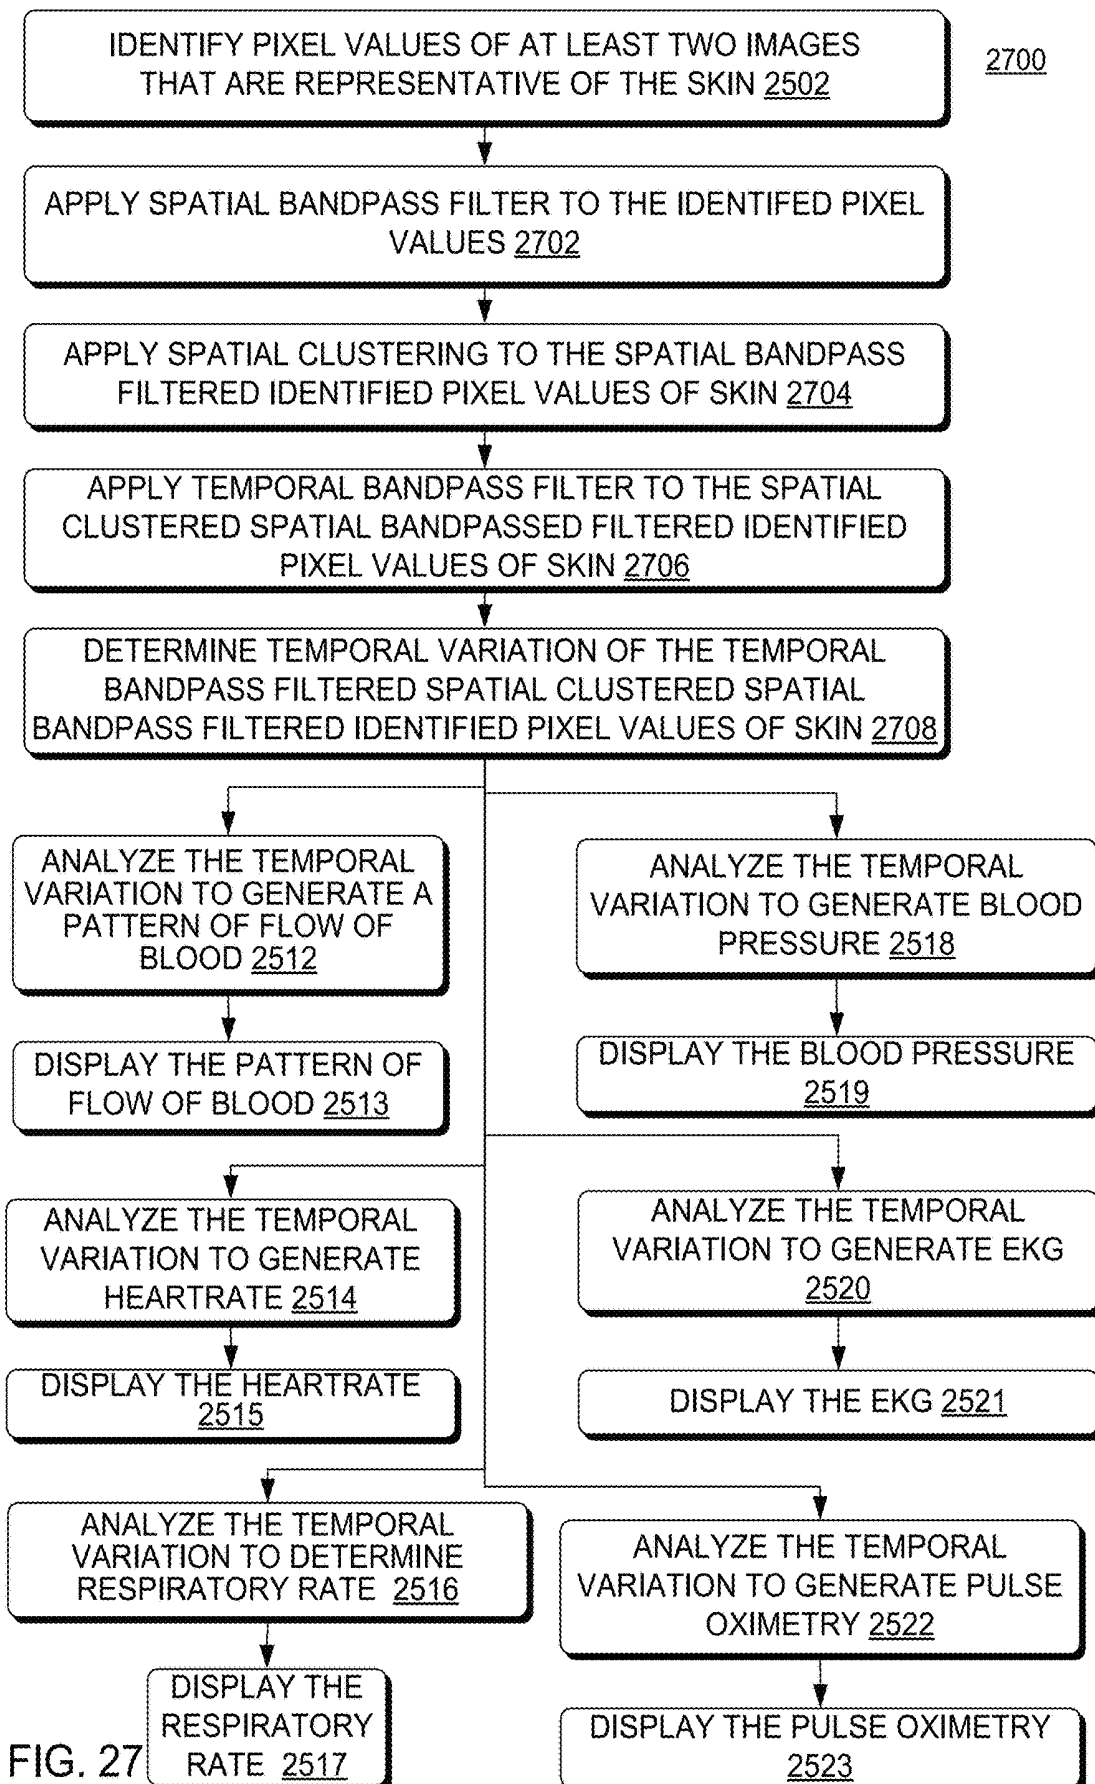 IDENTIFY PIXEL VALUES OF AT LEAST TWO IMAGES
THAT ARE REPRESENTATIVE OF THE SKIN 2502
2700
APPLY SPATIAL BANDPASS FILTER TO THE IDENTIFED PIXEL
VALUES 2702
APPLY SPATIAL CLUSTERING TO THE SPATIAL BANDPASS
FILTERED IDENTIFIED PIXEL VALUES OF SKIN 2704
APPLY TEMPORAL BANDPASS FILTER TO THE SPATIAL
CLUSTERED SPATIAL BANDPASSED FILTERED IDENTIFIED
PIXEL VALUES OF SKIN 2706
DETERMINE TEMPORAL VARIATION OF THE TEMPORAL
BANDPASS FILTERED SPATIAL CLUSTERED SPATIAL
BANDPASS FILTERED IDENTIFIED PIXEL VALUES OF SKIN 2708
ANALYZE THE TEMPORAL
VARIATION TO GENERATE A
PATTERN OF FLOW OF
BLOOD 2512
DISPLAY THE PATTERN OF
FLOW OF BLOOD 2513
ANALYZE THE TEMPORAL
VARIATION TO GENERATE BLOOD
PRESSURE 2518
DISPLAY THE BLOOD PRESSURE
2519
ANALYZE THE TEMPORAL
VARIATION TO GENERATE
HEARTRATE 2514
DISPLAY THE HEARTRATE
2515
ANALYZE THE TEMPORAL
VARIATION TO GENERATE EKG
2520
DISPLAY THE EKG 2521
ANALYZE THE TEMPORAL
VARIATION TO DETERMINE
RESPIRATORY RATE 2516
DISPLAY THE
RESPIRATORY
RATE 2517
ANALYZE THE TEMPORAL
VARIATION TO GENERATE PULSE
OXIMETRY 2522
DISPLAY THE PULSE OXIMETRY
2523
FIG. 27